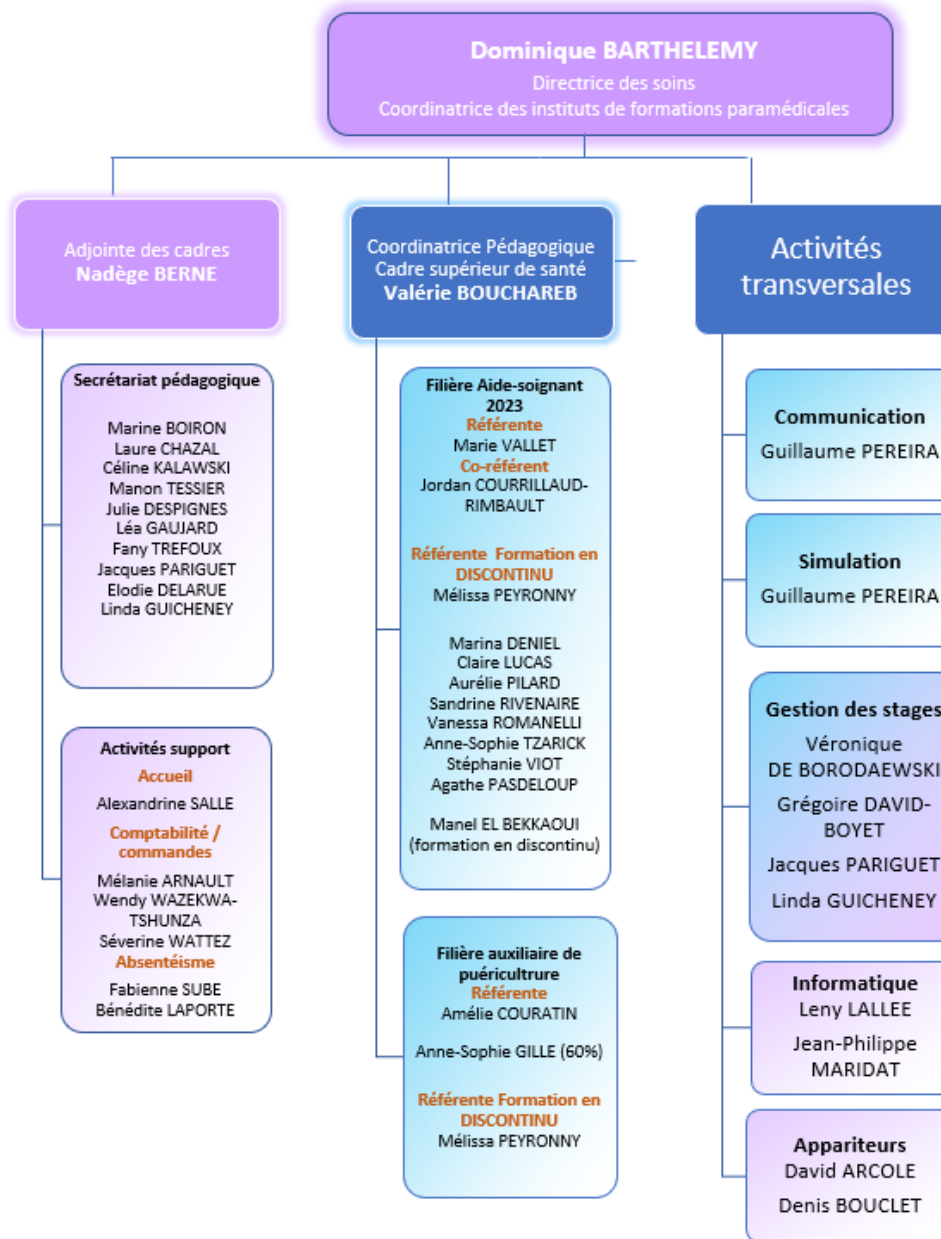 Dominique BARTHELEMY
Directrice des soins
Coordinatrice des instituts de formations paramédicales
Adjointe des cadres
Nadège BERNE
Secrétariat pédagogique
Marine BOIRON
Laure CHAZAL
Céline KALAWSKI
Manon TESSIER
Julie DESPIGNES
Léa GAUJARD
Fany TREFOUX
Jacques PARIGUET
Elodie DELARUE
Linda GUICHENEY
Activités support
Accueil
Alexandrine SALLE
Comptabilité /
commandes
Mélanie ARNAULT
Wendy WAZEKWA-
TSHUNZA
Séverine WATTEZ
Absentéisme
Fabienne SUBE
Bénédite LAPORTE
Coordinatrice Pédagogique
Cadre supérieur de santé
Valérie BOUCHAREB
Filière Aide-soignant
2023
Référente
Marie VALLET
Co-référent
Jordan COURRILLAUD-
RIMBAULT
Référente Formation en
DISCONTINU
Mélissa PEYRONNY
Marina DENIEL
Claire LUCAS
Aurélie PILARD
Sandrine RIVENAIRE
Vanessa ROMANELLI
Anne-Sophie TZARICK
Stéphanie VIOT
Agathe PASDELOUP
Manel EL BEKKAOUI
(formation en discontinu)
Filière auxiliaire de
puériculturre
Référente
Amélie COURATIN
Anne-Sophie GILLE (60%)
Référente Formation en
DISCONTINU
Mélissa PEYRONNY
Activités
transversales
Communication
Guillaume PEREIRA
Simulation
Guillaume PEREIRA
Gestion des stages
Véronique
DE BORODAEWSKI
Grégoire DAVID-
BOYET
Jacques PARIGUET
Linda GUICHENEY
Informatique
Leny LALLEE
Jean-Philippe
MARIDAT
Appariteurs
David ARCOLE
Denis BOUCLET